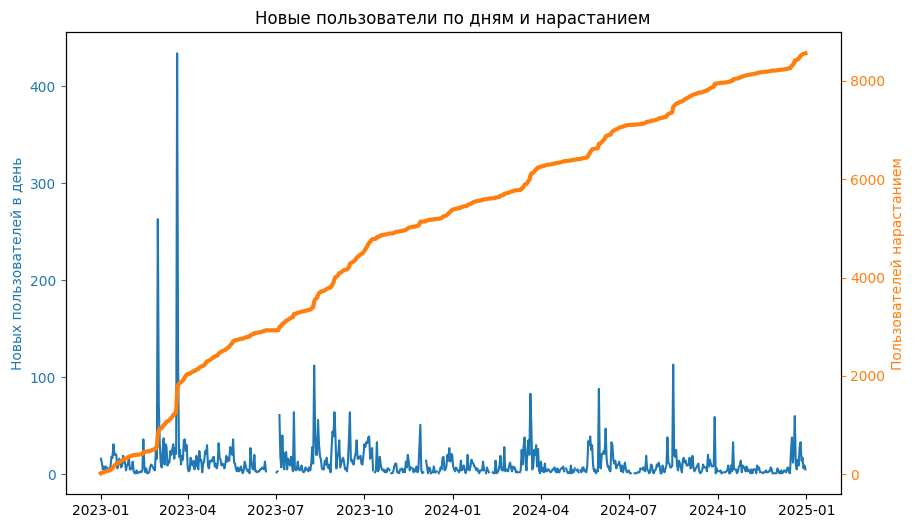 Новые пользователи по дням и нарастанием
Новых пользователей в день
400
300
200
100
0
8000
6000
4000
2000
0
Пользователей нарастанием
2023-01 2023-04 2023-07 2023-10 2024-01 2024-04 2024-07 2024-10 2025-01